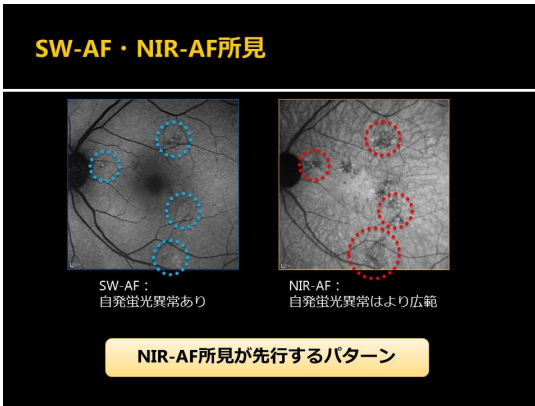 SW-AF・NIR-AF所見
SW-AF：
自発蛍光異常あり
NIR-AF：
自発蛍光異常はより広範
NIR-AF所見が先行するパターン